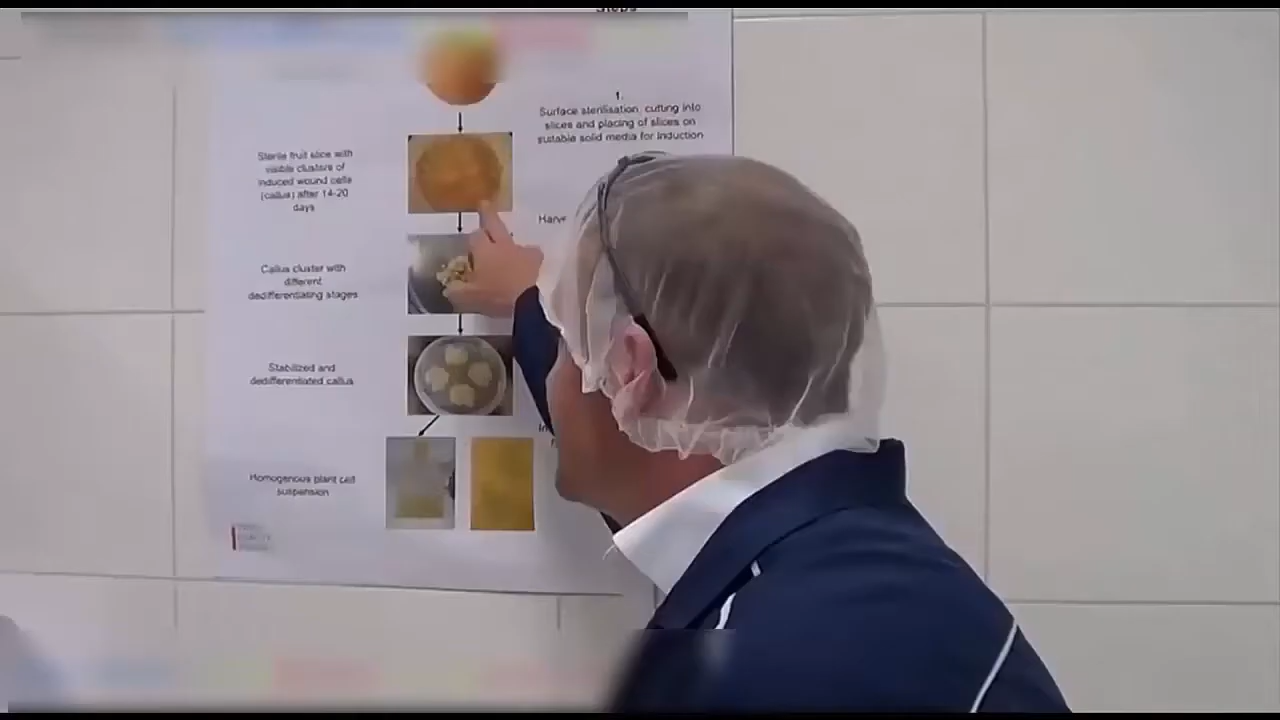 Steps
1.
Surface sterilisation, cutting into
slices and placing of slices on
suitable solid media for induction
Sterile fruit slice with
visible clusters of
induced wound cells
(callus) after 14-20
days
Callus cluster with
different
dedifferentiating stages
Stabilized and
dedifferentiated callus
Homogenous plant cell
suspension